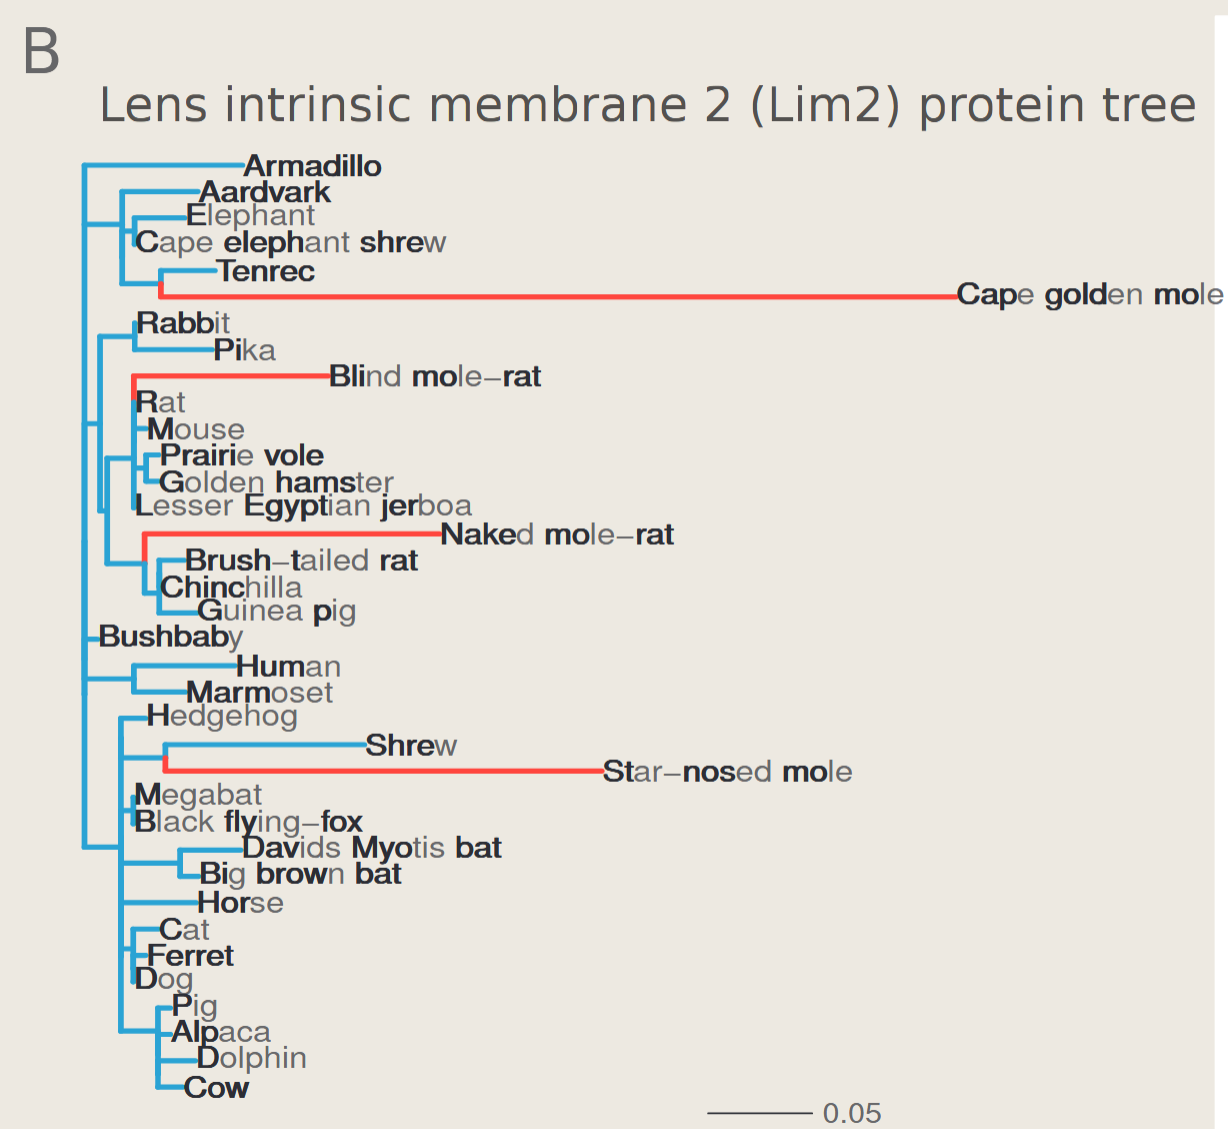 B
Lens intrinsic membrane 2 (Lim2) protein tree
Armadillo
Aardvark
Elephant
Cape elephant shrew
Tenrec
Cape golden mole
Rabbit
Pika
Blind mole–rat
Rat
Mouse
Prairie vole
Golden hamster
Lesser Egyptian jerboa
Naked mole–rat
Brush–tailed rat
Chinchilla
Guinea pig
Bushbaby
Human
Marmoset
Hedgehog
Shrew
Star–nosed mole
Megabat
Black flying–fox
Davids Myotis bat
Big brown bat
Horse
Cat
Ferret
Dog
Pig
Alpaca
Dolphin
Cow
0.05